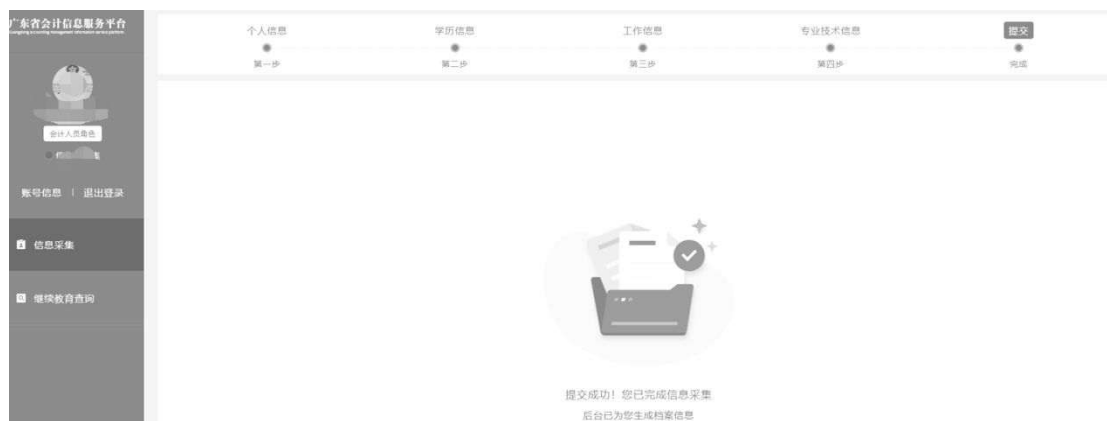 广东省会计信息服务平台
个人信息
学历信息
工作信息
专业技术信息
提交
第一步
第二步
第三步
第四步
完成
会计人员角色
账号信息 | 退出登录
信息采集
继续教育查询
提交成功！您已完成信息采集
后台已为您生成档案信息